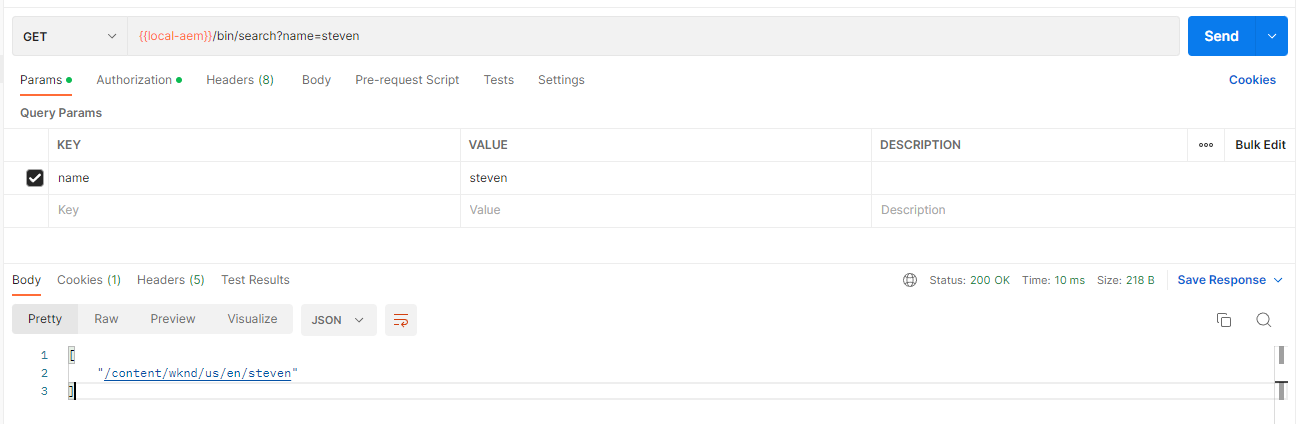 GET {{local-aem}}/bin/search?name=steven Send
Params Authorization Headers (8) Body Pre-request Script Tests Settings Cookies
Query Params
KEY VALUE DESCRIPTION ooo Bulk Edit
name steven
Key Value Description
Body Cookies (1) Headers (5) Test Results Status: 200 OK Time: 10 ms Size: 218 B Save Response
Pretty Raw Preview Visualize JSON
1 [
2 "/content/wknd/us/en/steven"
3 ]